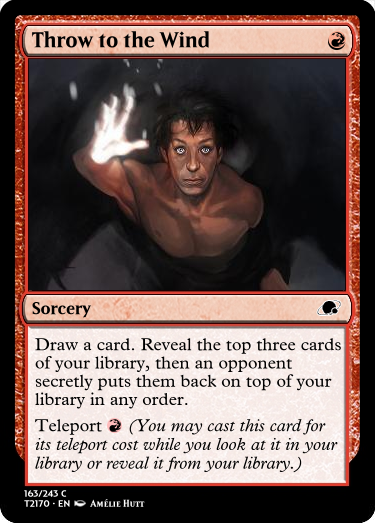 Throw to the Wind
Sorcery
Draw a card. Reveal the top three cards
of your library, then an opponent
secretly puts them back on top of your
library in any order.
Teleport (You may cast this card for
its teleport cost while you look at it in your
library or reveal it from your library.)
163/243 C
T2170 • EN Amélie Hutt